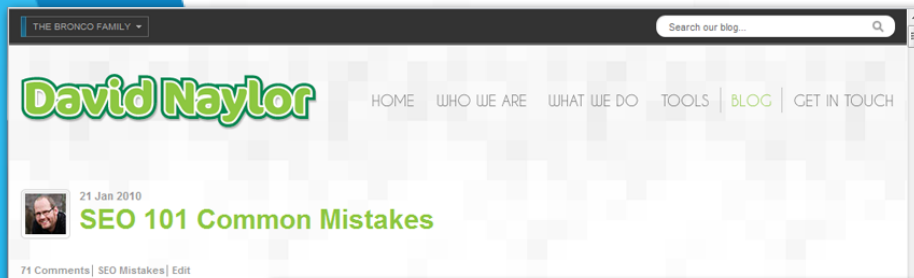 THE BRONCO FAMILY
Search our blog...
David Naylor
HOME WHO WE ARE WHAT WE DO TOOLS BLOG GET IN TOUCH
21 Jan 2010
SEO 101 Common Mistakes
71 Comments| SEO Mistakes| Edit